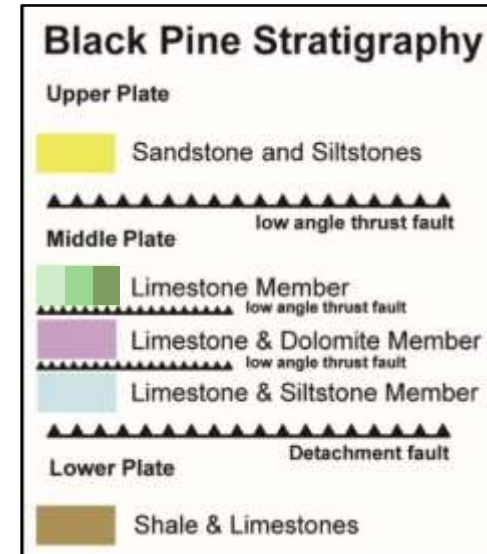 Black Pine Stratigraphy
Upper Plate
Sandstone and Siltstones
low angle thrust fault
Middle Plate
Limestone Member
low angle thrust fault
Limestone & Dolomite Member
low angle thrust fault
Limestone & Siltstone Member
Detachment fault
Lower Plate
Shale & Limestones